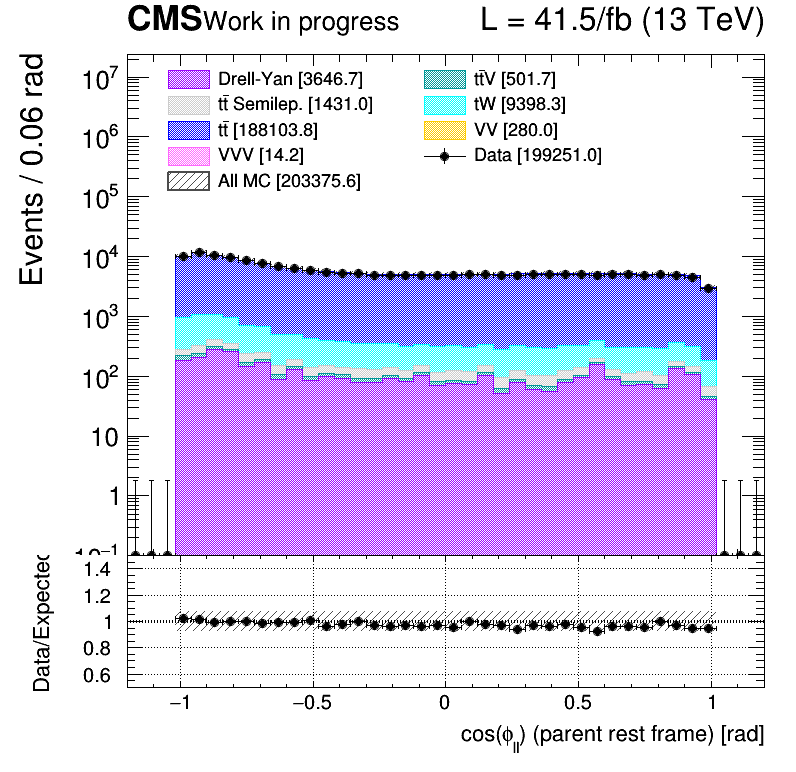 CMS Work in progress L = 41.5/fb (13 TeV)
Events / 0.06 rad
Drell-Yan [3646.7] tt̄V [501.7]
tt̄ Semilep. [1431.0] tW [9398.3]
tt̄ [188103.8] VV [280.0]
VVV [14.2] Data [199251.0]
All MC [203375.6]
10⁷
10⁶
10⁵
10⁴
10³
10²
10
1
10⁻¹
Data/Expected
1.4
1.2
1
0.8
0.6
−1 −0.5 0 0.5 1
cos(ϕ_ll) (parent rest frame) [rad]